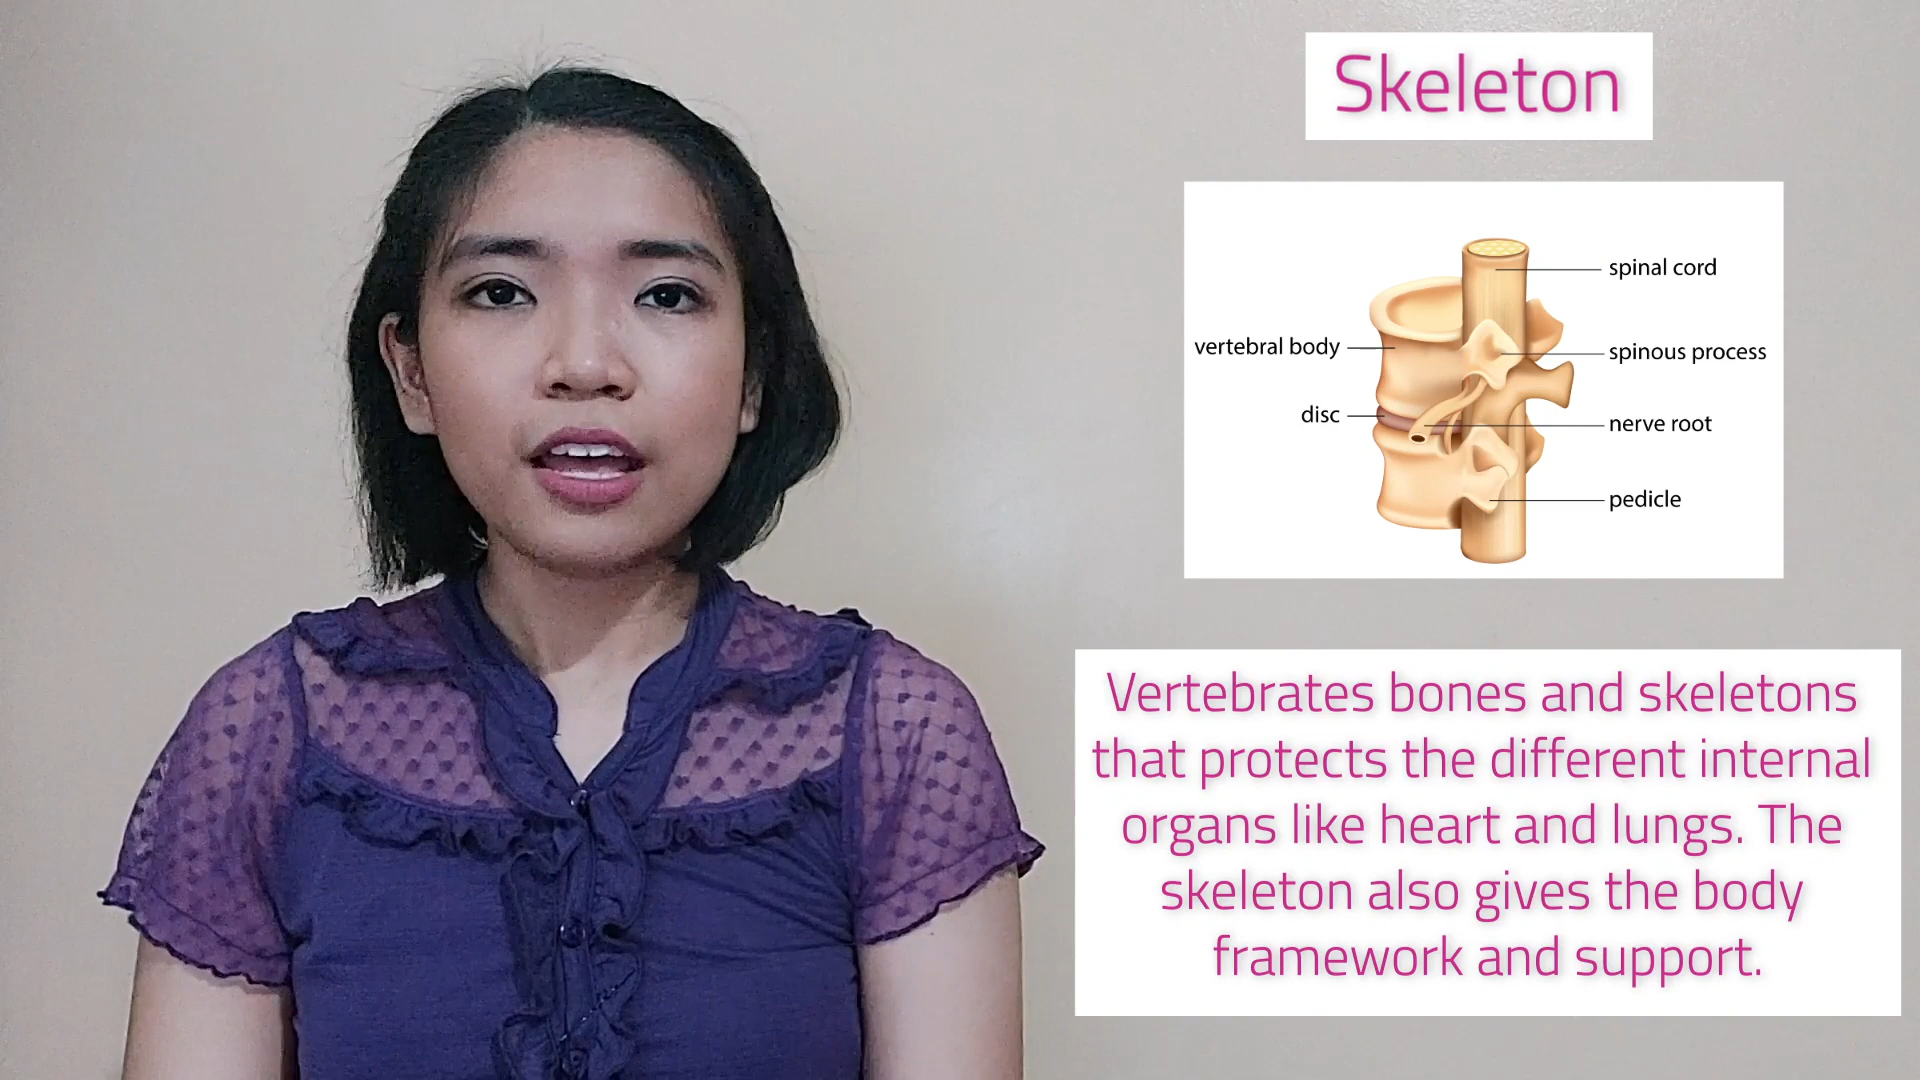 Skeleton
spinal cord
vertebral body
spinous process
disc
nerve root
pedicle
Vertebrates bones and skeletons
that protects the different internal
organs like heart and lungs. The
skeleton also gives the body
framework and support.